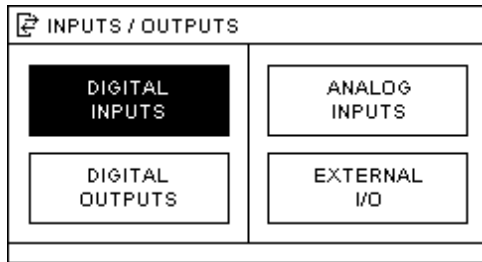 INPUTS / OUTPUTS
DIGITAL
INPUTS
ANALOG
INPUTS
DIGITAL
OUTPUTS
EXTERNAL
I/O